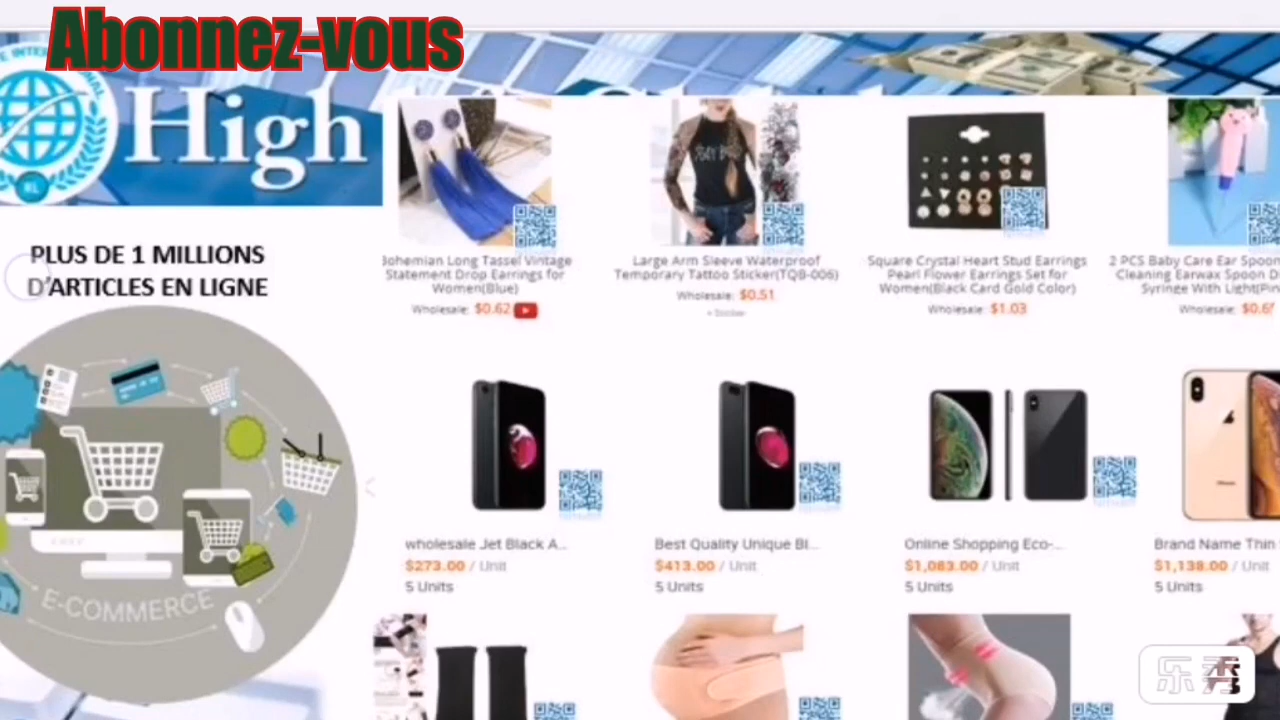 Abonnez-vous
High
PLUS DE 1 MILLIONS
D'ARTICLES EN LIGNE
E-COMMERCE
Bohemian Long Tassel Vintage
Statement Drop Earrings for
Women(Blue)
Wholesale: $0.62
Large Arm Sleeve Waterproof
Temporary Tattoo Sticker(TQB-006)
Wholesale: $0.51
Square Crystal Heart Stud Earrings
Pearl Flower Earrings Set for
Women(Black Card Gold Color)
Wholesale: $1.03
2 PCS Baby Care Ear Spoon
Cleaning Earwax Spoon D
Syringe With Light(Pin
Wholesale: $0.6
wholesale Jet Black A...
$273.00 / Unit
5 Units
Best Quality Unique Bl...
$413.00 / Unit
5 Units
Online Shopping Eco-...
$1,083.00 / Unit
5 Units
Brand Name Thin
$1,138.00 / Unit
5 Units
乐秀